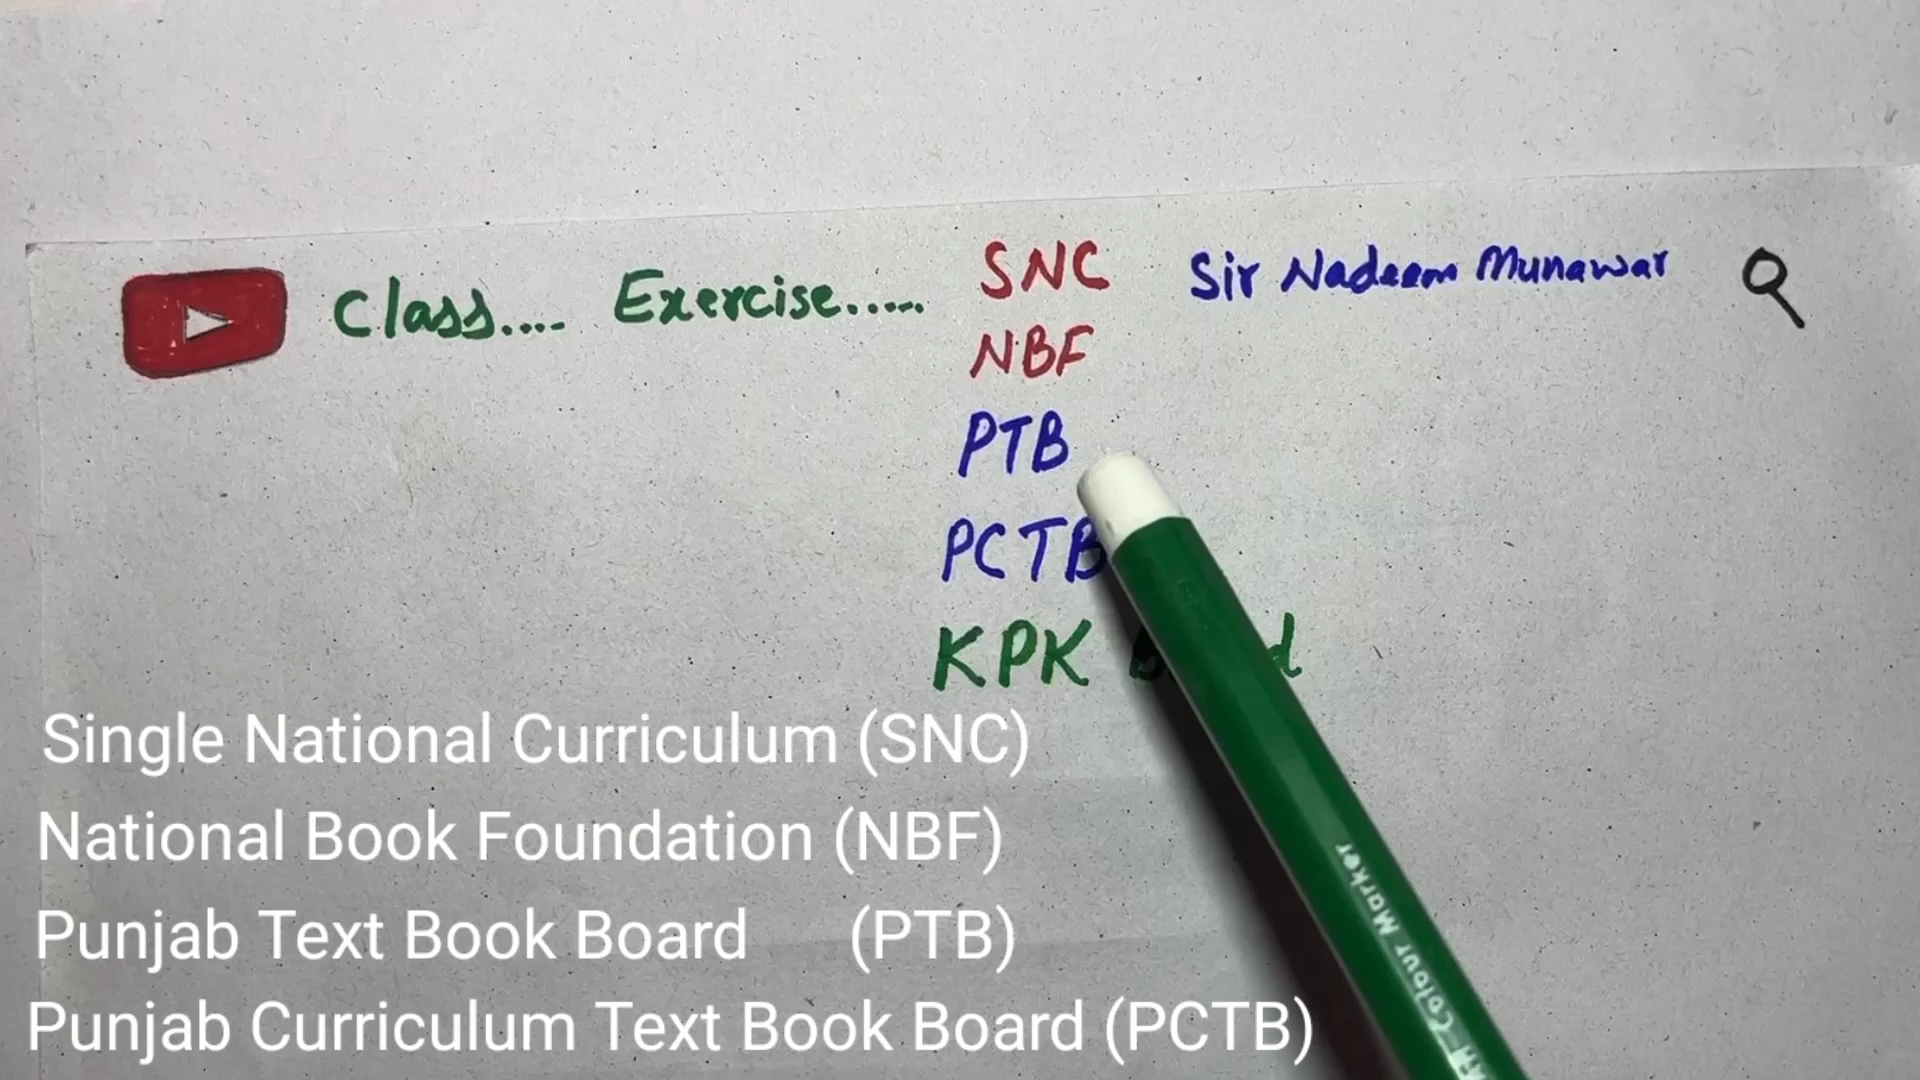 Class.... Exercise..... SNC Sir Nadeem Munawar
NBF
PTB
PCTB
KPK
Single National Curriculum (SNC)
National Book Foundation (NBF)
Punjab Text Book Board (PTB)
Punjab Curriculum Text Book Board (PCTB)
Colour Marker